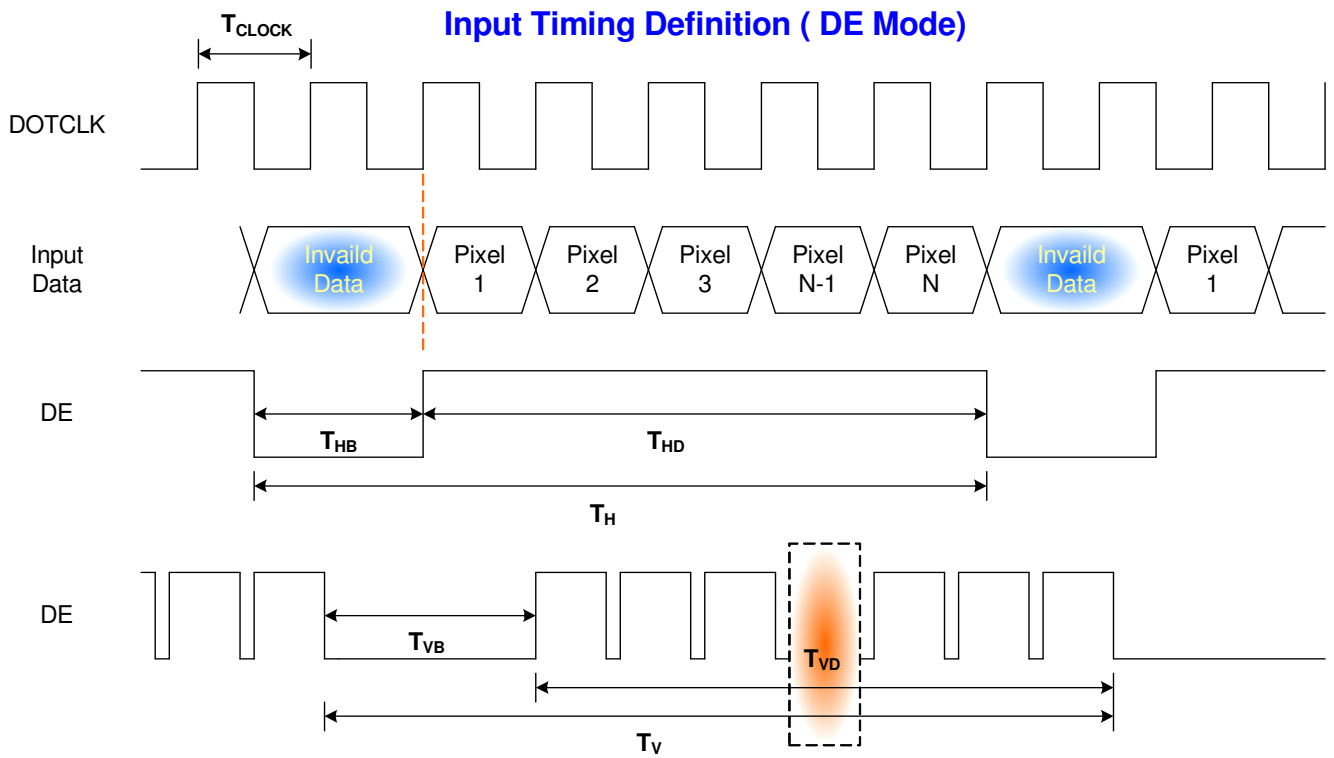 Input Timing Definition ( DE Mode)
TCLOCK
DOTCLK
Input
Data
Invaild
Data
Pixel
1
Pixel
2
Pixel
3
Pixel
N-1
Pixel
N
Invaild
Data
Pixel
1
DE
THB
THD
TH
DE
TVB
TVD
TV